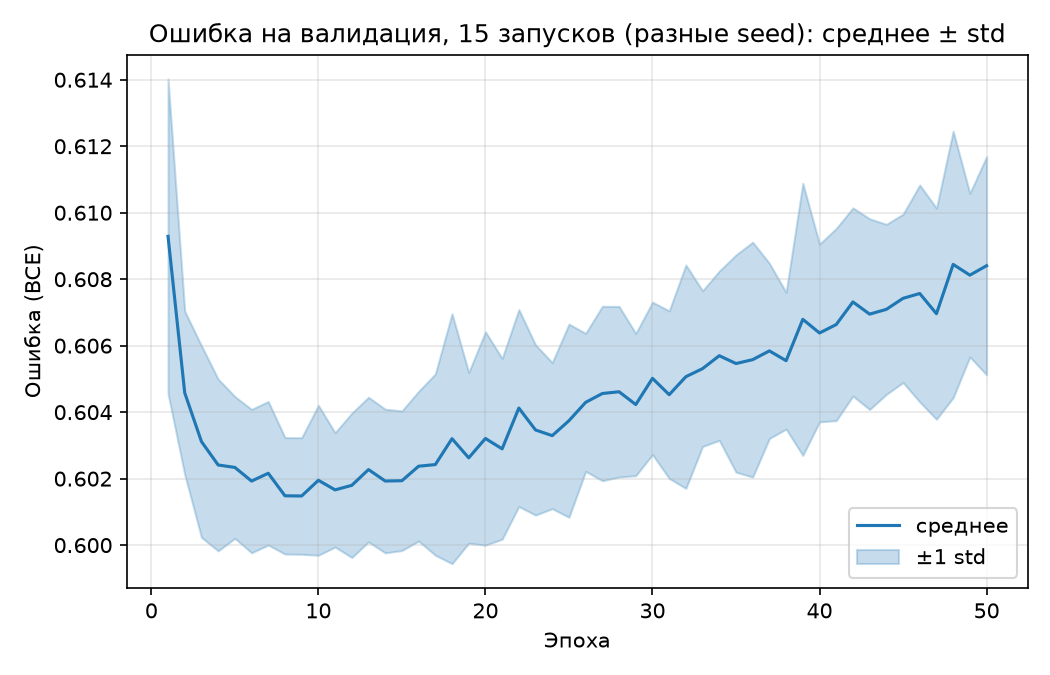 Ошибка на валидация, 15 запусков (разные seed): среднее ± std
0.614
0.612
0.610
0.608
0.606
0.604
0.602
0.600
Ошибка (BCE)
0 10 20 30 40 50
Эпоха
среднее
±1 std